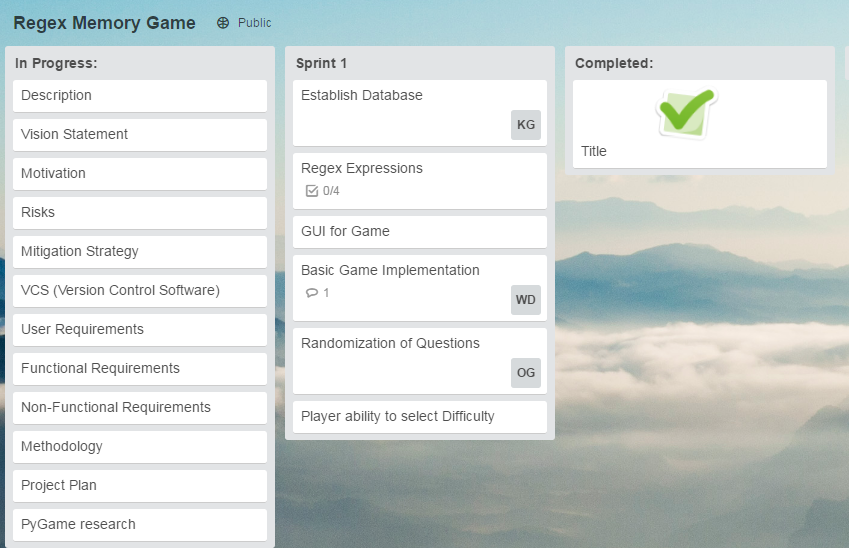 Regex Memory Game
Public
In Progress:
Description
Vision Statement
Motivation
Risks
Mitigation Strategy
VCS (Version Control Software)
User Requirements
Functional Requirements
Non-Functional Requirements
Methodology
Project Plan
PyGame research
Sprint 1
Establish Database
KG
Regex Expressions
0/4
GUI for Game
Basic Game Implementation
1
WD
Randomization of Questions
OG
Player ability to select Difficulty
Completed:
Title